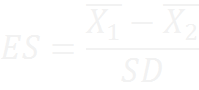 ES = \frac{\overline{X_1} - \overline{X_2}}{SD}